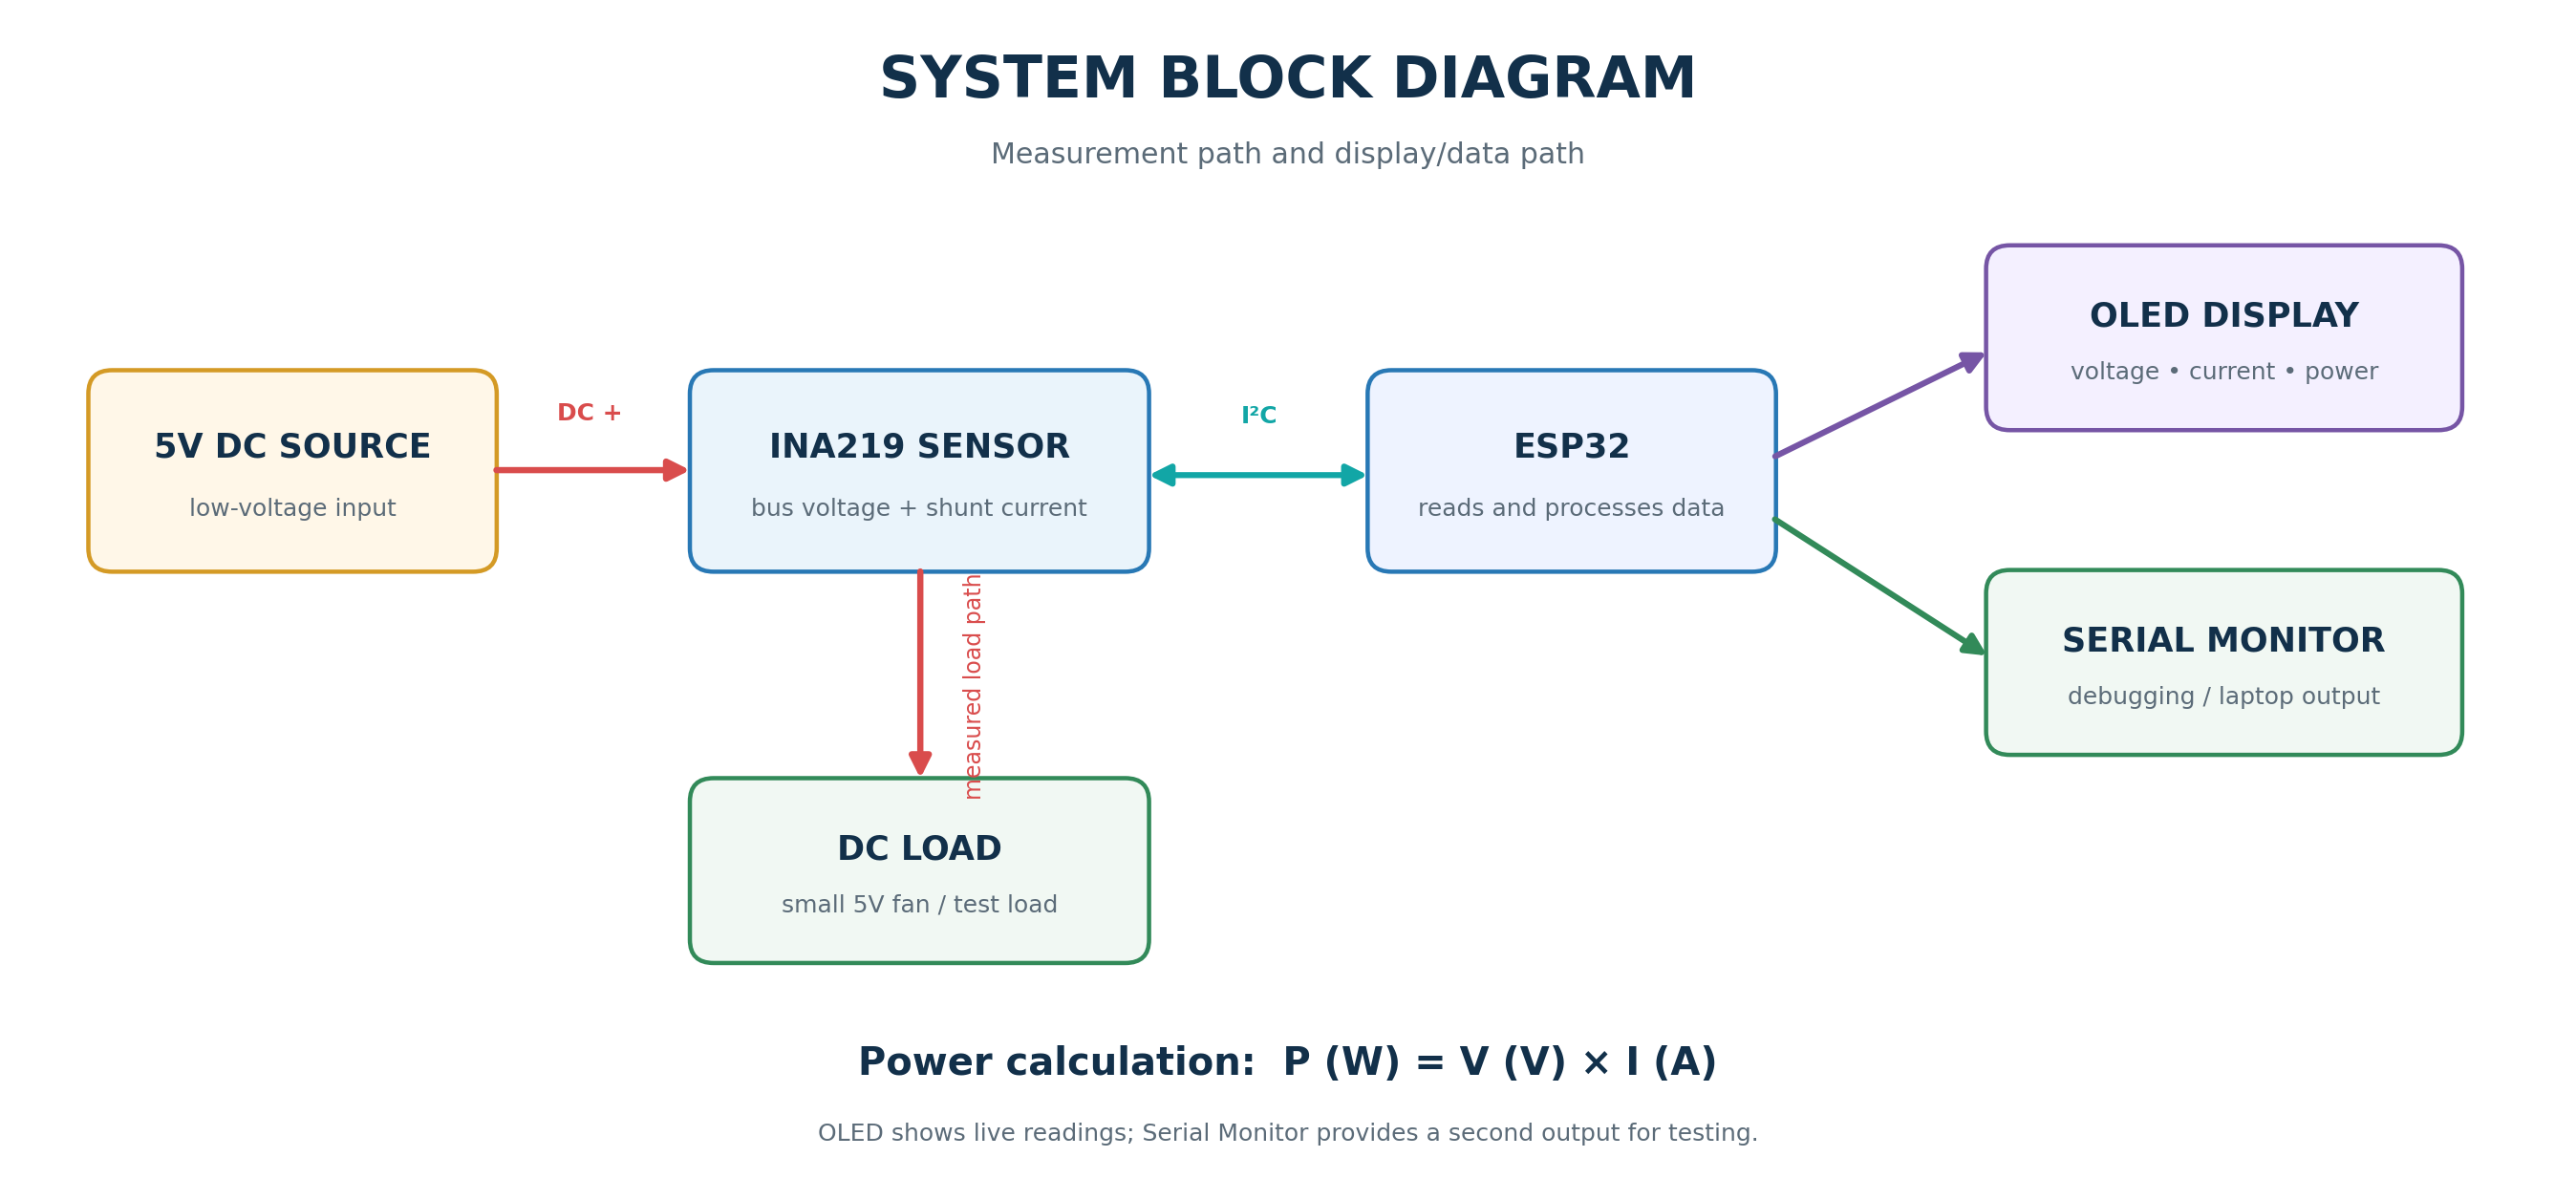 SYSTEM BLOCK DIAGRAM
Measurement path and display/data path
5V DC SOURCE
low-voltage input
DC +
INA219 SENSOR
bus voltage + shunt current
I²C
ESP32
reads and processes data
OLED DISPLAY
voltage • current • power
SERIAL MONITOR
debugging / laptop output
measured load path
DC LOAD
small 5V fan / test load
Power calculation: P (W) = V (V) × I (A)
OLED shows live readings; Serial Monitor provides a second output for testing.